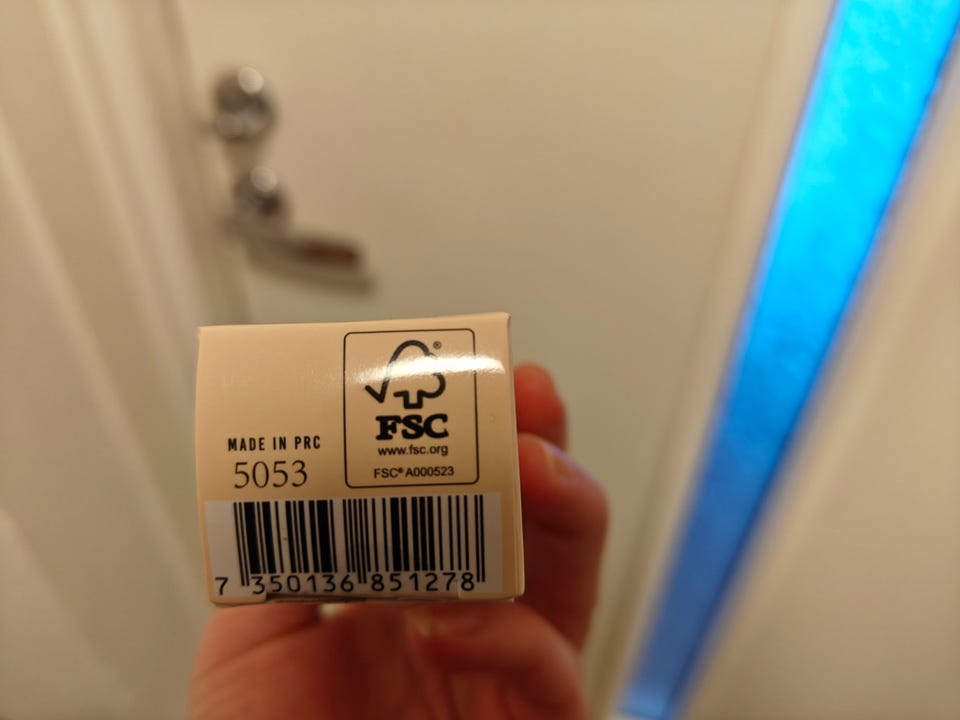 FSC®
www.fsc.org
FSC® A000523
MADE IN PRC
5053
7 350136 851278